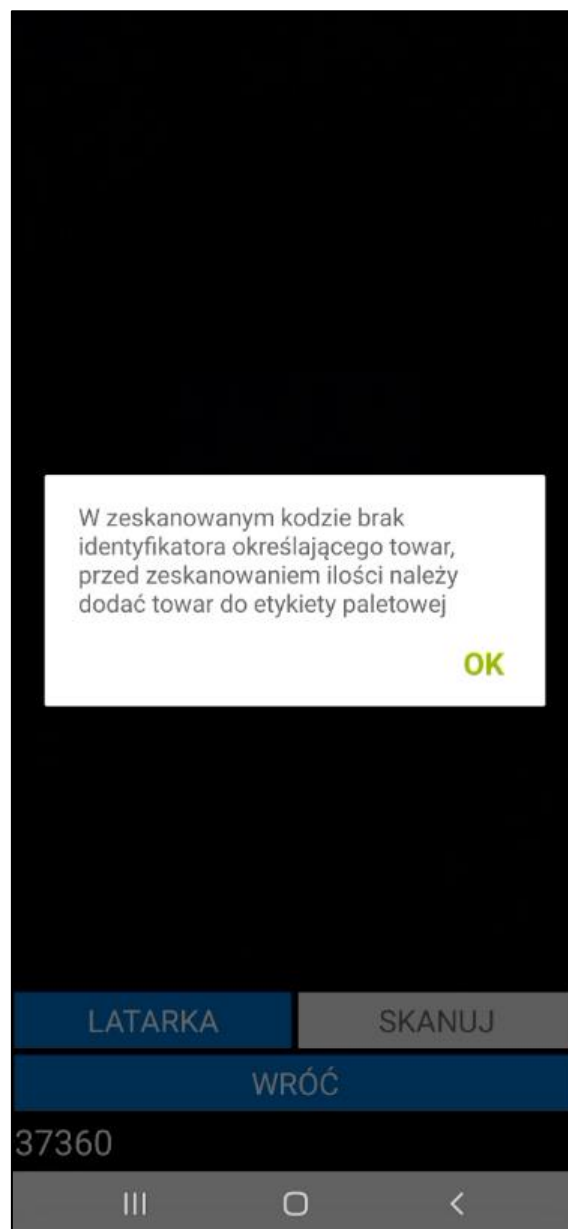 W zeskanowanym kodzie brak
identyfikatora określającego towar,
przed zeskanowaniem ilości należy
dodać towar do etykiety paletowej
OK
LATARKA
SKANUJ
WRÓĆ
37360